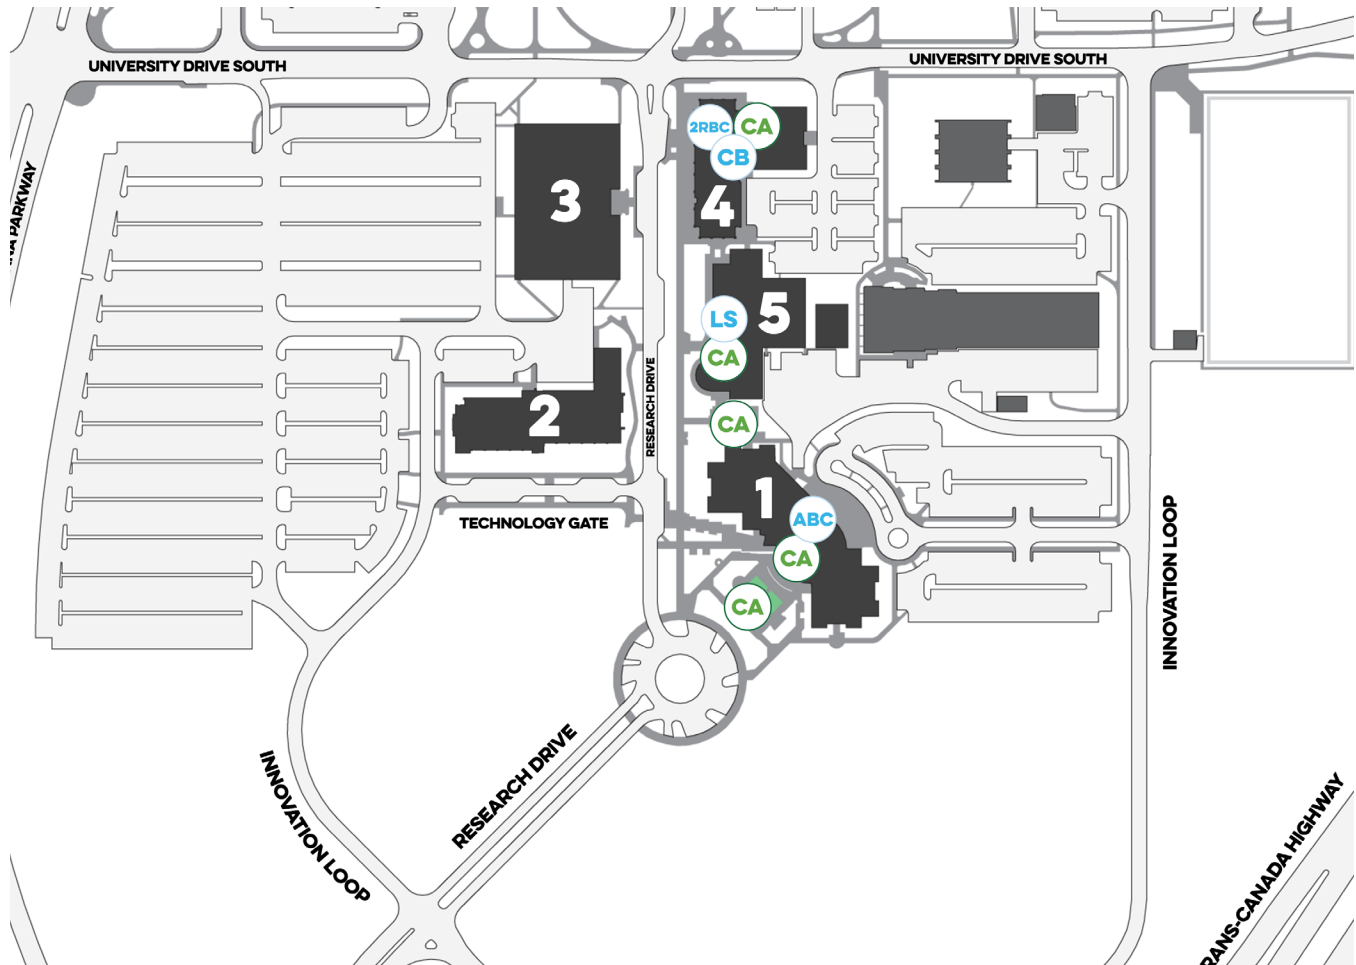 UNIVERSITY DRIVE SOUTH
UNIVERSITY DRIVE SOUTH
2RBC
CA
CB
PARKWAY
3
4
5
LS
CA
RESEARCH DRIVE
2
CA
1
ABC
TECHNOLOGY GATE
CA
CA
INNOVATION LOOP
RESEARCH DRIVE
INNOVATION LOOP
RANS-CANADA HIGHWAY